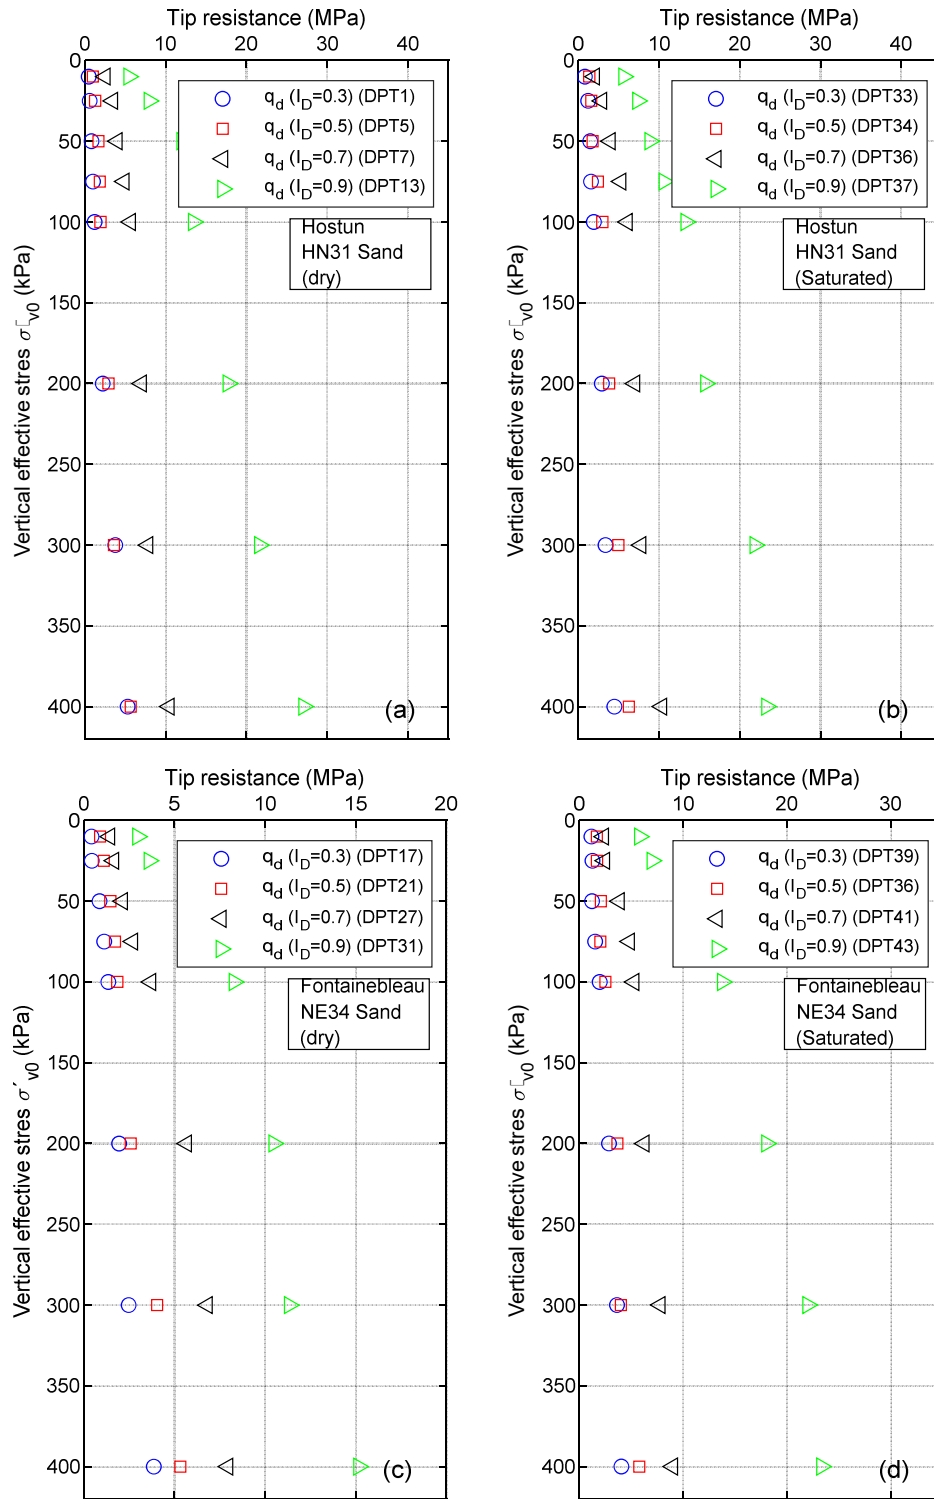 Tip resistance (MPa)
0 10 20 30 40
0
50
100
150
200
250
300
350
400
Vertical effective stres σ[v0 (kPa)
qd (ID=0.3) (DPT1)
qd (ID=0.5) (DPT5)
qd (ID=0.7) (DPT7)
qd (ID=0.9) (DPT13)
Hostun
HN31 Sand
(dry)
(a)
Tip resistance (MPa)
0 10 20 30 40
0
50
100
150
200
250
300
350
400
Vertical effective stres σ[v0 (kPa)
qd (ID=0.3) (DPT33)
qd (ID=0.5) (DPT34)
qd (ID=0.7) (DPT36)
qd (ID=0.9) (DPT37)
Hostun
HN31 Sand
(Saturated)
(b)
Tip resistance (MPa)
0 5 10 15 20
0
50
100
150
200
250
300
350
400
Vertical effective stres σ′v0 (kPa)
qd (ID=0.3) (DPT17)
qd (ID=0.5) (DPT21)
qd (ID=0.7) (DPT27)
qd (ID=0.9) (DPT31)
Fontainebleau
NE34 Sand
(dry)
(c)
Tip resistance (MPa)
0 10 20 30
0
50
100
150
200
250
300
350
400
Vertical effective stres σ[v0 (kPa)
qd (ID=0.3) (DPT39)
qd (ID=0.5) (DPT36)
qd (ID=0.7) (DPT41)
qd (ID=0.9) (DPT43)
Fontainebleau
NE34 Sand
(Saturated)
(d)